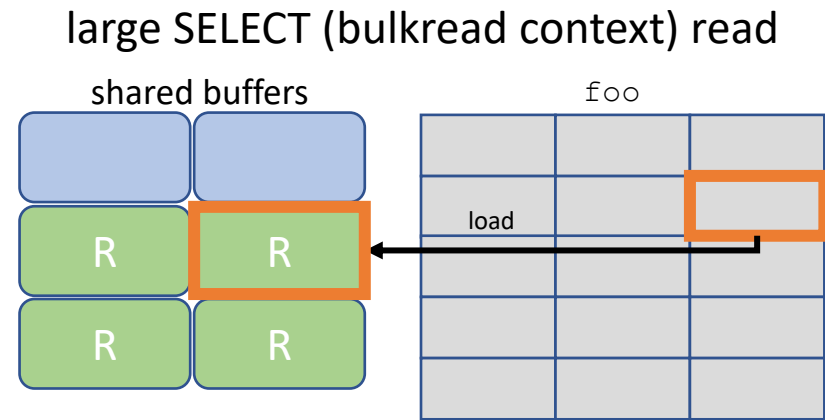 large SELECT (bulkread context) read
shared buffers
foo
load
R R
R R